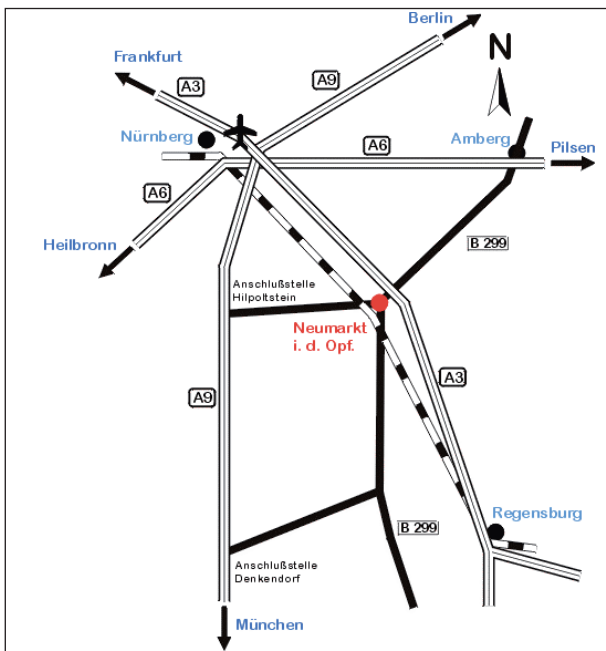 Berlin
Frankfurt
N
A3
A9
Nürnberg
Amberg
A6
Pilsen
A6
Heilbronn
B 299
Anschlußstelle
Hilpoltstein
Neumarkt
i. d. Opf.
A3
A9
Regensburg
B 299
Anschlußstelle
Denkendorf
München